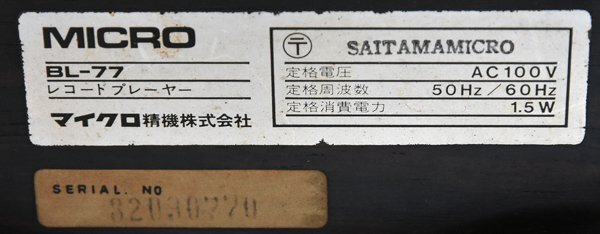 MICRO
BL-77
レコードプレーヤー
マイクロ精機株式会社
〒 SAITAMAMICRO
定格電圧 AC100V
定格周波数 50Hz/60Hz
定格消費電力 1.5W
SERIAL. NO
82030770